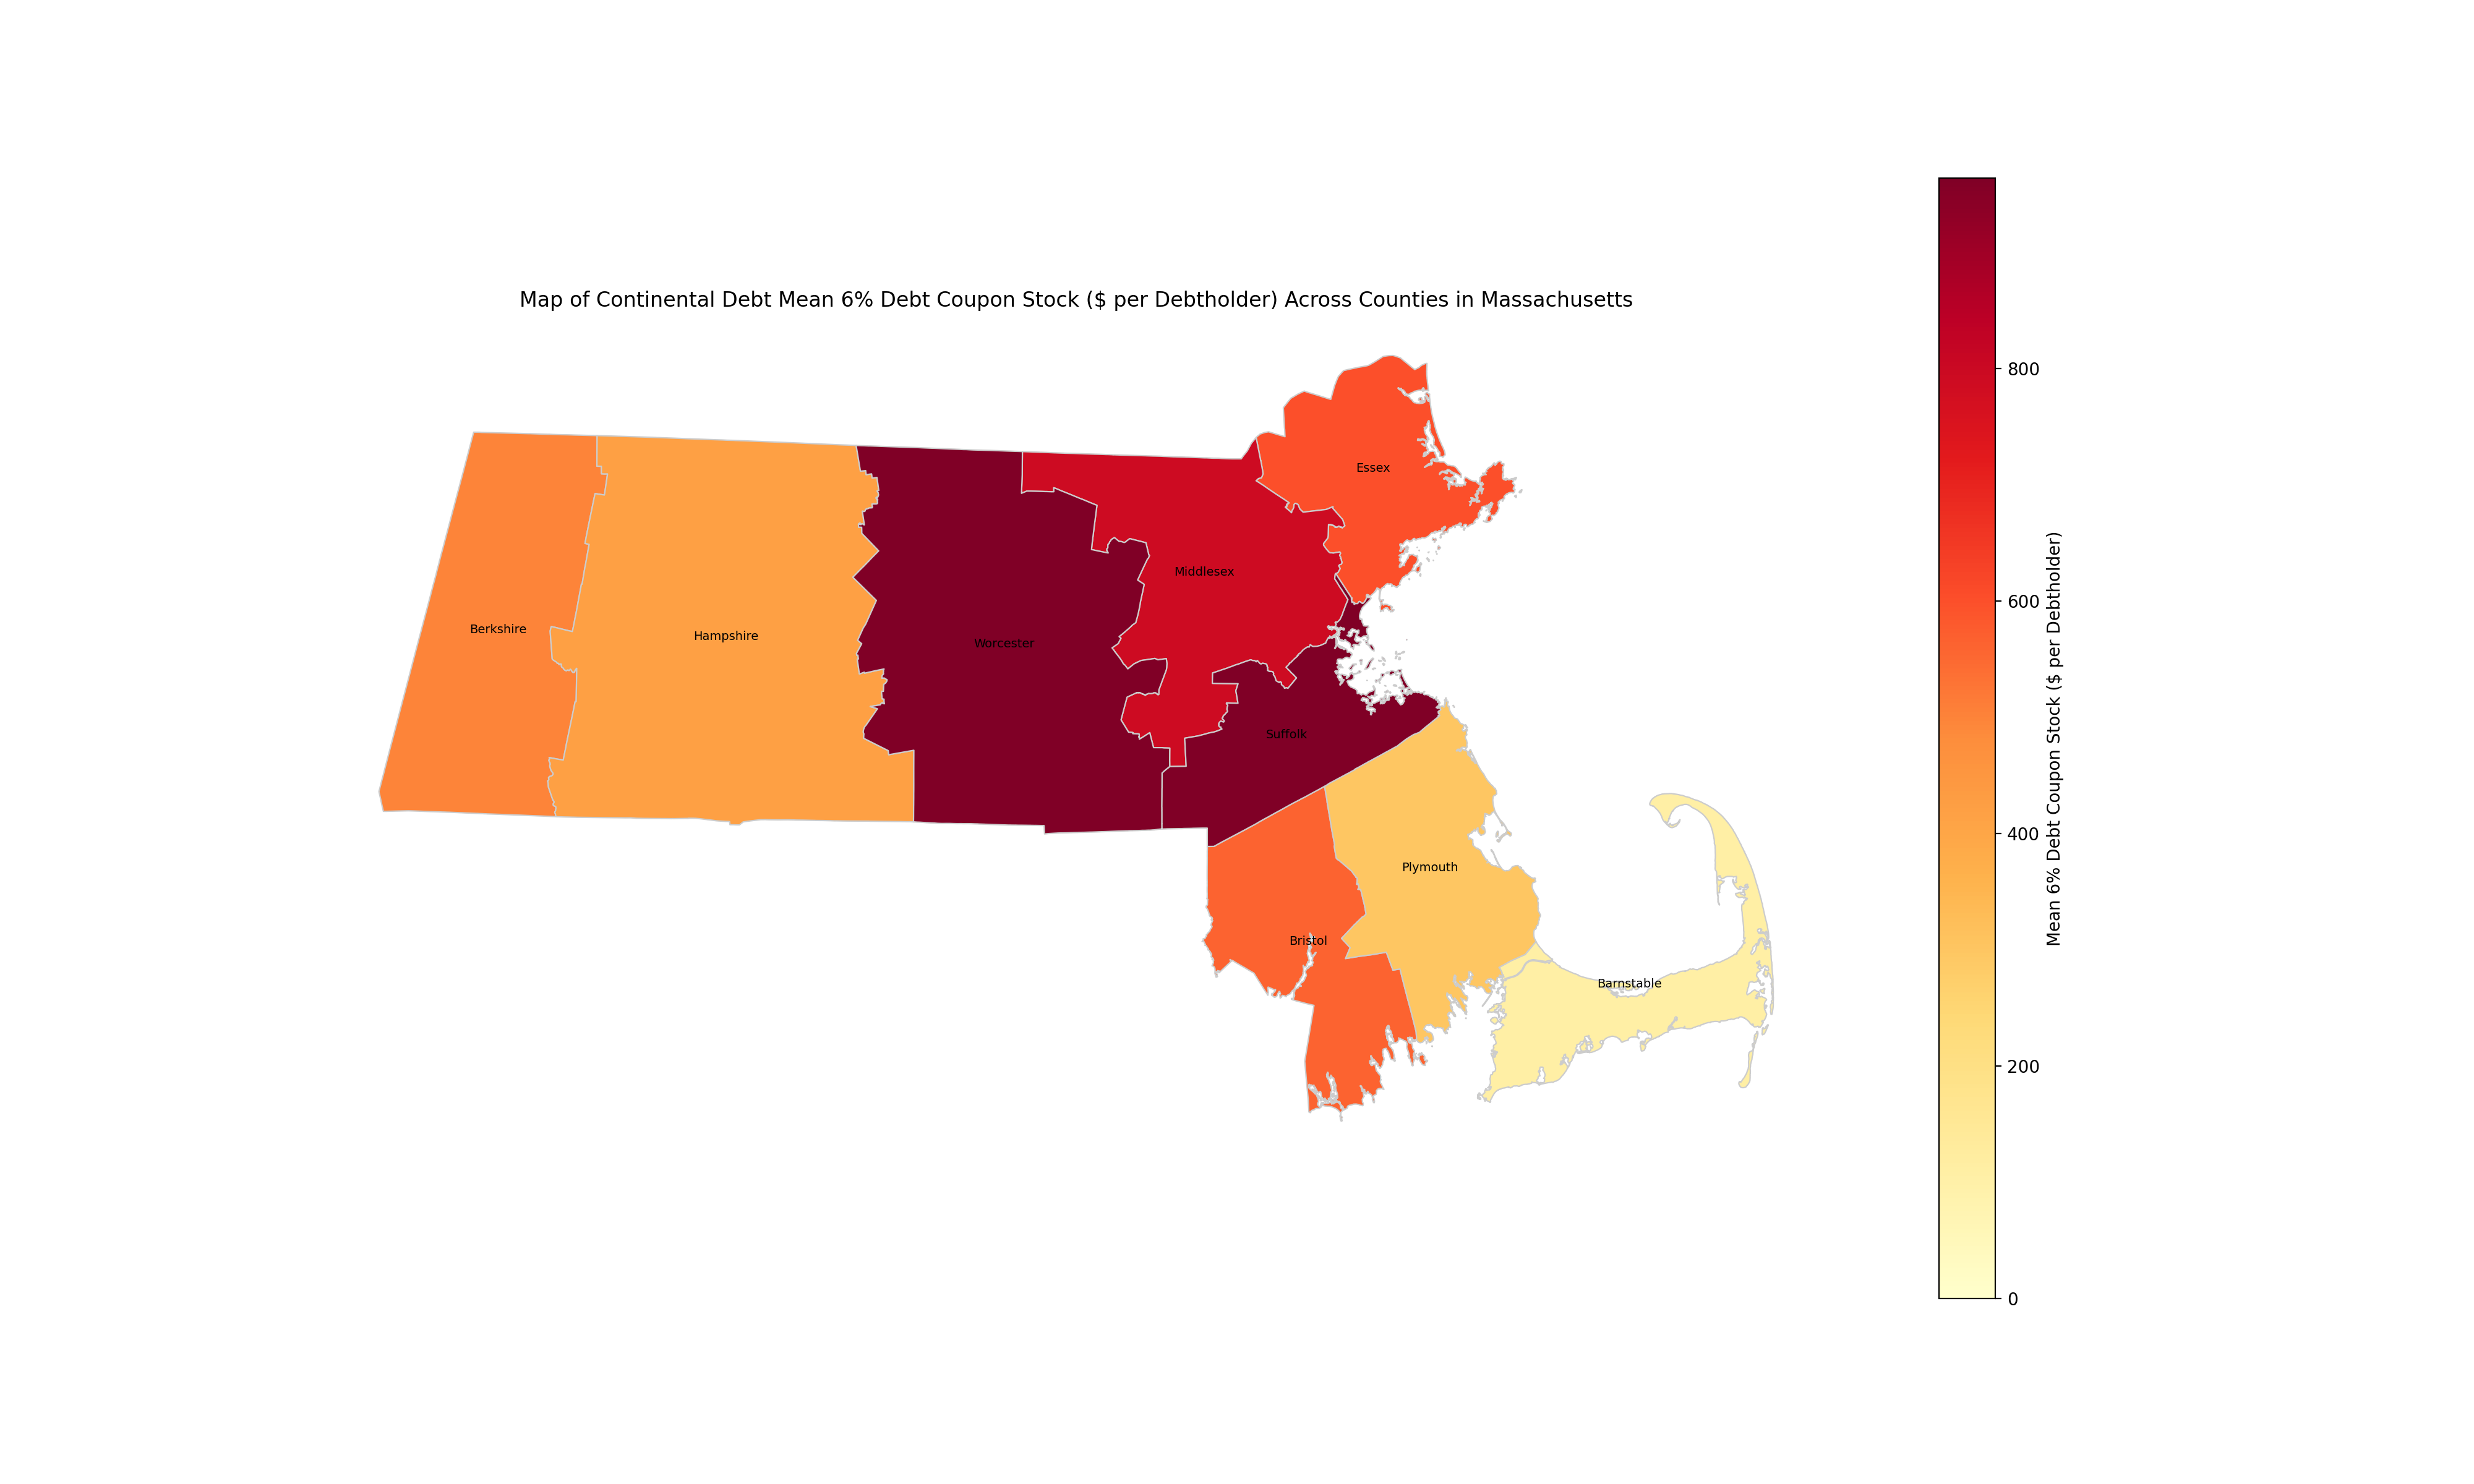 Map of Continental Debt Mean 6% Debt Coupon Stock ($ per Debtholder) Across Counties in Massachusetts
Essex
Middlesex
Berkshire
Hampshire
Worcester
Suffolk
Plymouth
Bristol
Barnstable
800
600
400
200
0
Mean 6% Debt Coupon Stock ($ per Debtholder)